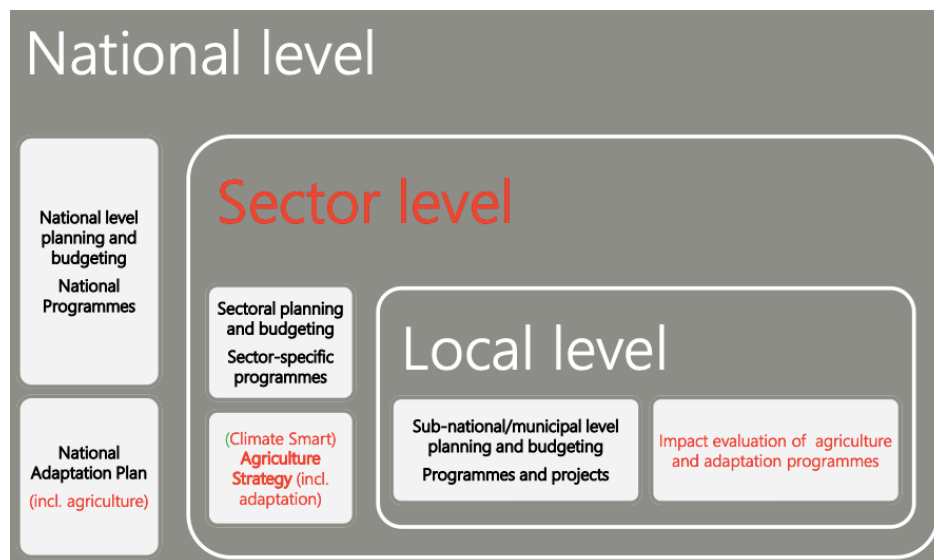 National level
National level
planning and
budgeting
National
Programmes
National
Adaptation Plan
(incl. agriculture)
Sector level
Sectoral planning
and budgeting
Sector-specific
programmes
(Climate Smart)
Agriculture
Strategy (incl.
adaptation)
Local level
Sub-national/municipal level
planning and budgeting
Programmes and projects
Impact evaluation of agriculture
and adaptation programmes